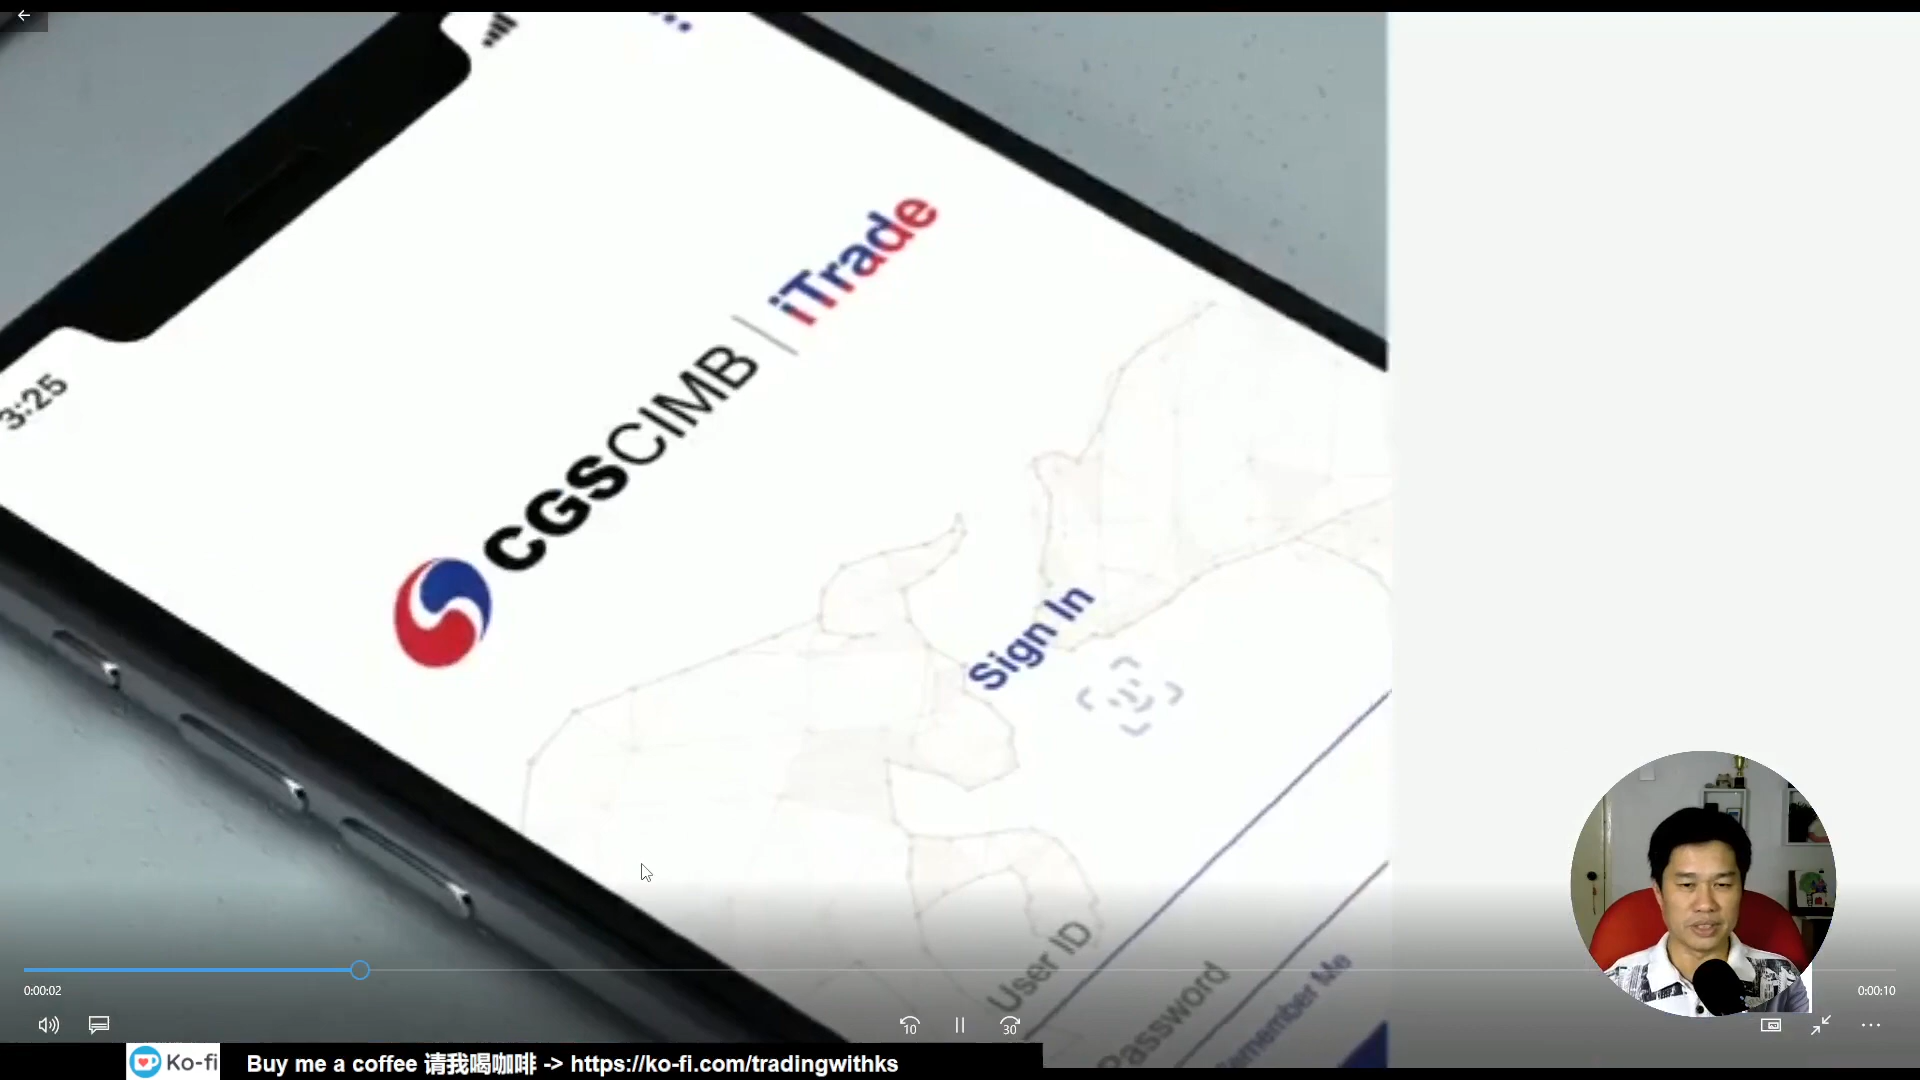 3:25
CGSCIMB | iTrade
Sign In
User ID
Password
Remember Me
0:00:02
0:00:10
10
30
Ko-fi
Buy me a coffee 请我喝咖啡 -> https://ko-fi.com/tradingwithks